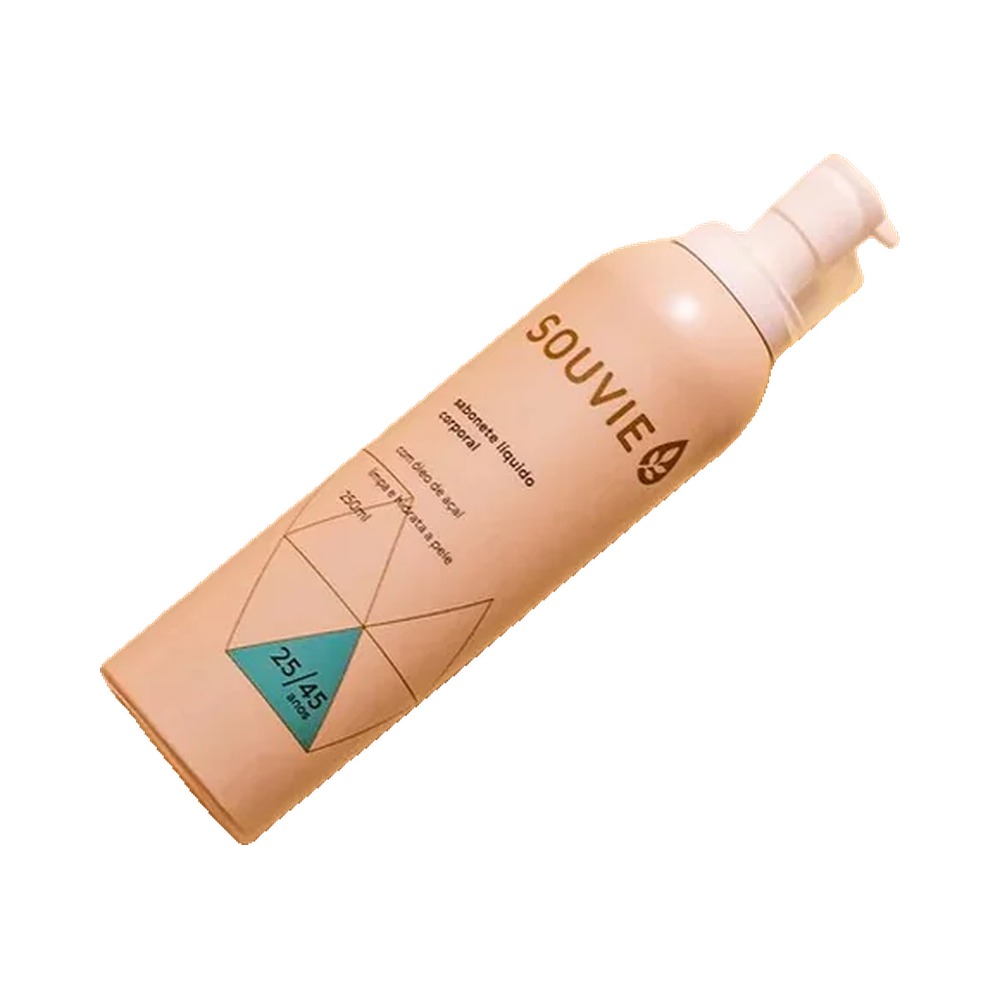 SOUVIE
sabonete líquido
corporal
com óleo de açaí
limpa e hidrata a pele
250ml
25/45
anos